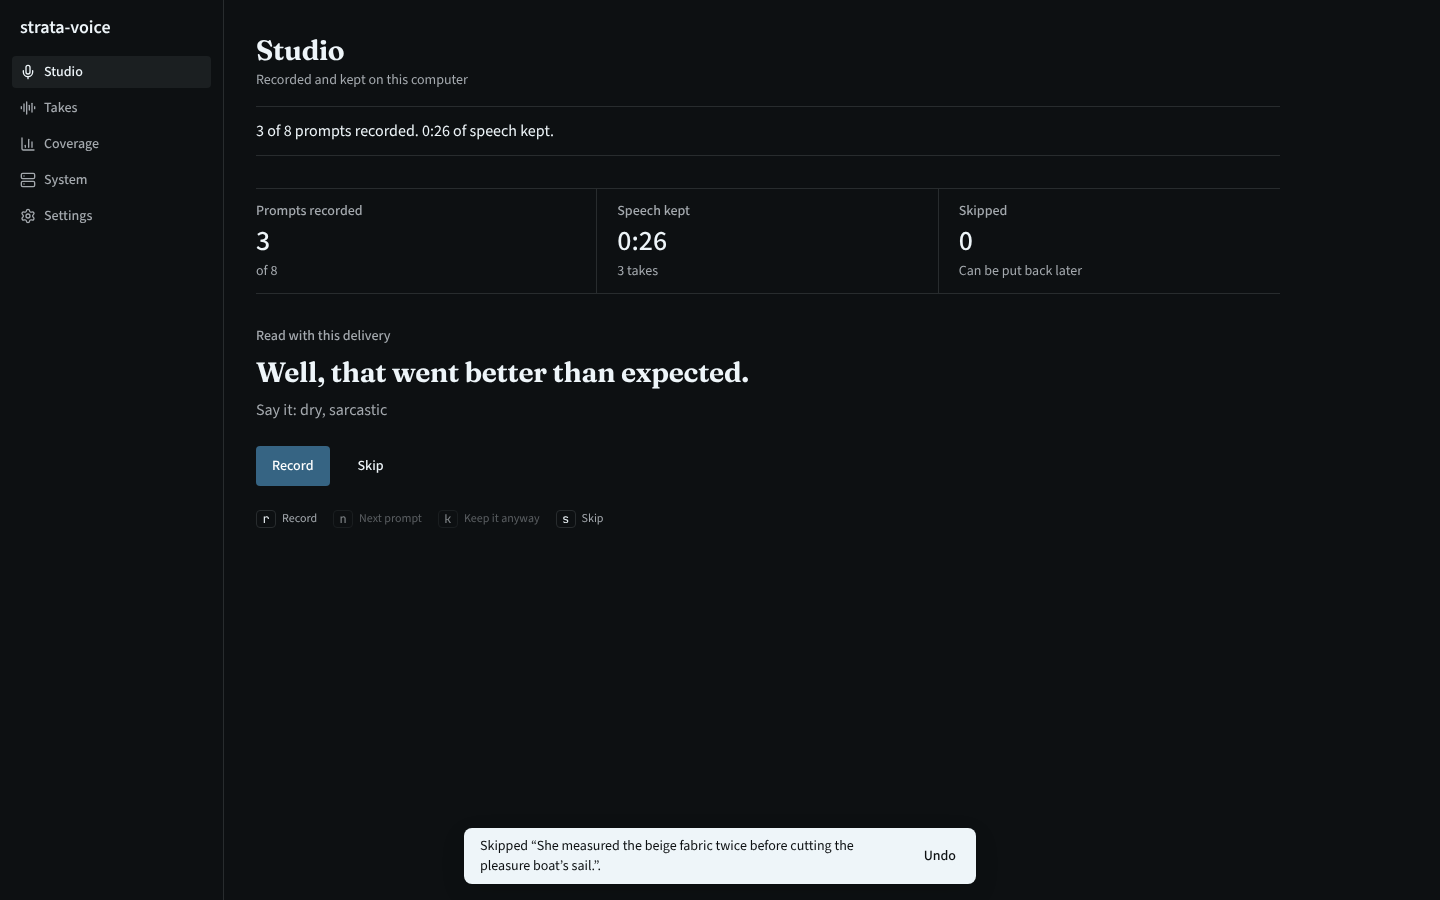 strata-voice
Studio
Takes
Coverage
System
Settings
Studio
Recorded and kept on this computer
3 of 8 prompts recorded. 0:26 of speech kept.
Prompts recorded
3
of 8
Speech kept
0:26
3 takes
Skipped
0
Can be put back later
Read with this delivery
Well, that went better than expected.
Say it: dry, sarcastic
Record
Skip
r Record n Next prompt k Keep it anyway s Skip
Skipped “She measured the beige fabric twice before cutting the
pleasure boat’s sail.”.
Undo